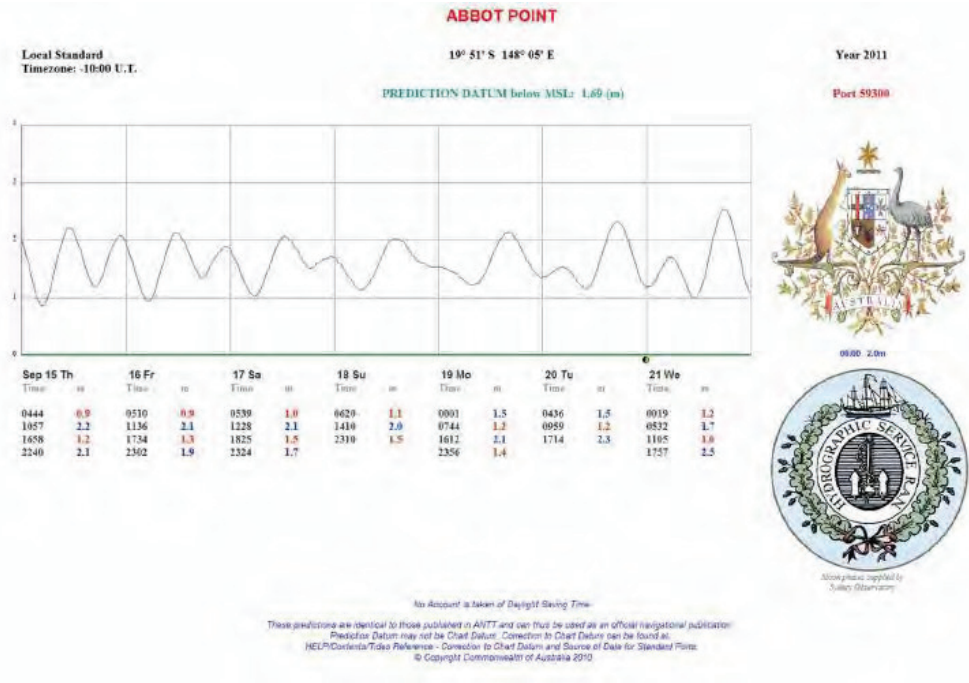 ABBOT POINT
Local Standard
Timezone: -10:00 U.T.
19° 51' S 148° 05' E
Year 2011
PREDICTION DATUM below MSL: 1.69 (m)
Port 59300
2
1
0
AUSTRALIA
00:00 2.0m
Sep 15 Th 16 Fr 17 Sa 18 Su 19 Mo 20 Tu 21 We
Time m Time m Time m Time m Time m Time m Time m
0444 0.9 0510 0.9 0539 1.0 0620 1.1 0001 1.5 0436 1.5 0019 1.2
1057 2.2 1136 2.1 1228 2.1 1410 2.0 0744 1.2 0959 1.2 0532 1.7
1658 1.2 1734 1.3 1825 1.5 2310 1.5 1612 2.1 1714 2.3 1105 1.0
2240 2.1 2302 1.9 2324 1.7 2356 1.4 1757 2.5
HYDROGRAPHIC SERVICE RAN
Moon phases supplied by
Sydney Observatory
No Account is taken of Daylight Saving Time
These predictions are identical to those published in ANTT and can thus be used as an official navigational publication
Prediction Datum may not be Chart Datum. Correction to Chart Datum can be found at:
HELP/Contents/Tides Reference - Correction to Chart Datum and Source of Data for Standard Ports.
© Copyright Commonwealth of Australia 2010